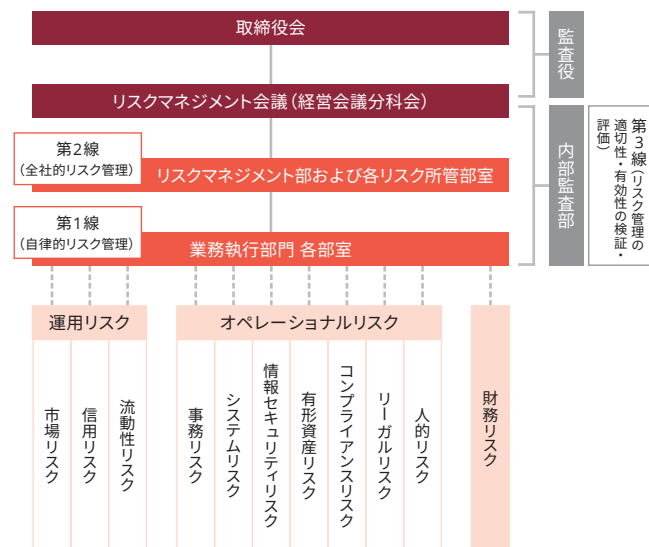 取締役会
監査役
リスクマネジメント会議(経営会議分科会)
第2線
(全社的リスク管理)
リスクマネジメント部および各リスク所管部室
第1線
(自律的リスク管理)
業務執行部門 各部室
内部監査部
第3線(リスク管理の
適切性・有効性の検証・
評価)
運用リスク
オペレーショナルリスク
市場リスク
信用リスク
流動性リスク
事務リスク
システムリスク
情報セキュリティリスク
有形資産リスク
コンプライアンスリスク
リーガルリスク
人的リスク
財務リスク